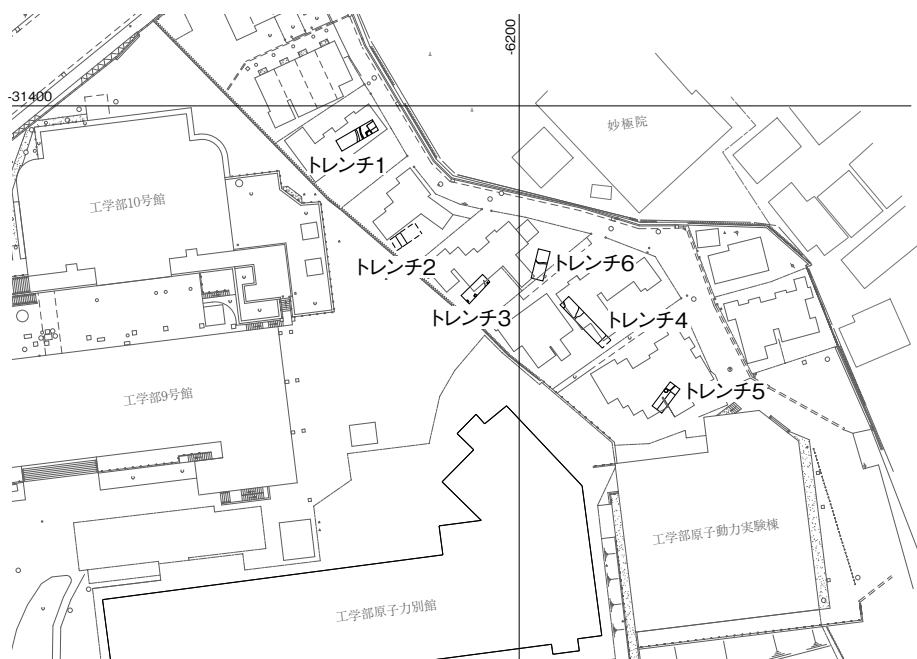 -6200
-31400
妙極院
トレンチ1
工学部10号館
トレンチ2
トレンチ6
トレンチ3
トレンチ4
トレンチ5
工学部9号館
工学部原子動力実験棟
工学部原子力別館